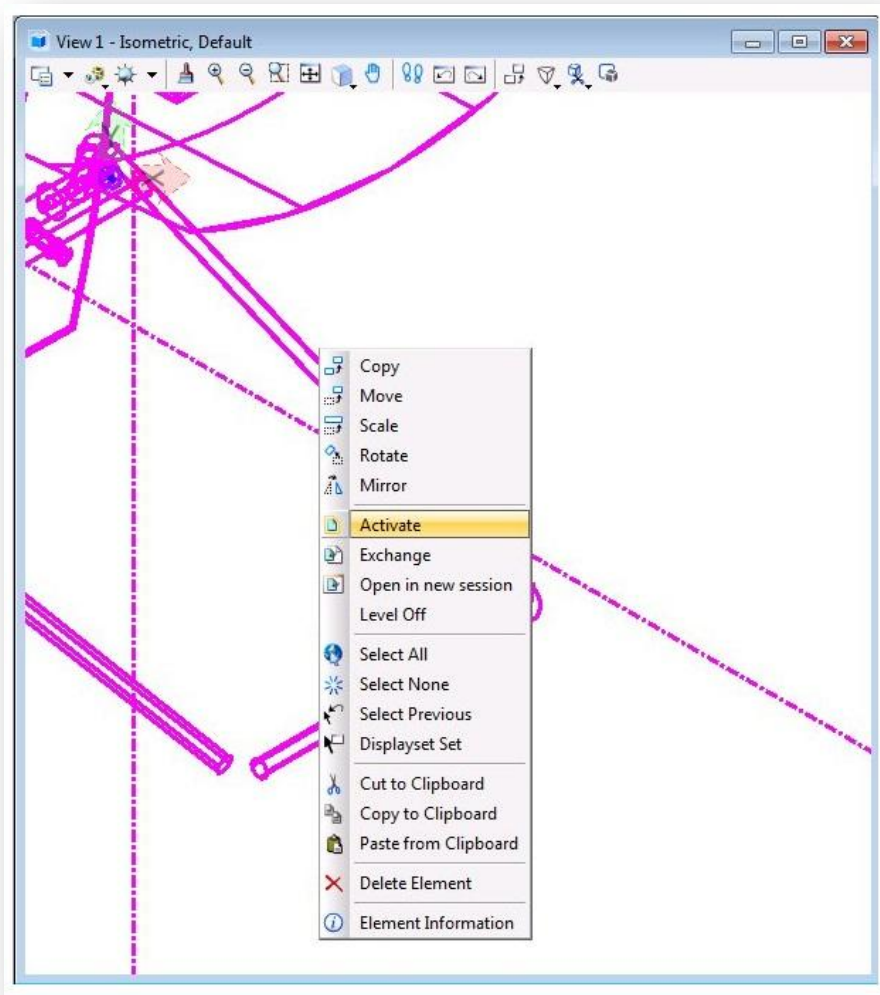 View 1 - Isometric, Default
Copy
Move
Scale
Rotate
Mirror
Activate
Exchange
Open in new session
Level Off
Select All
Select None
Select Previous
Displayset Set
Cut to Clipboard
Copy to Clipboard
Paste from Clipboard
Delete Element
Element Information